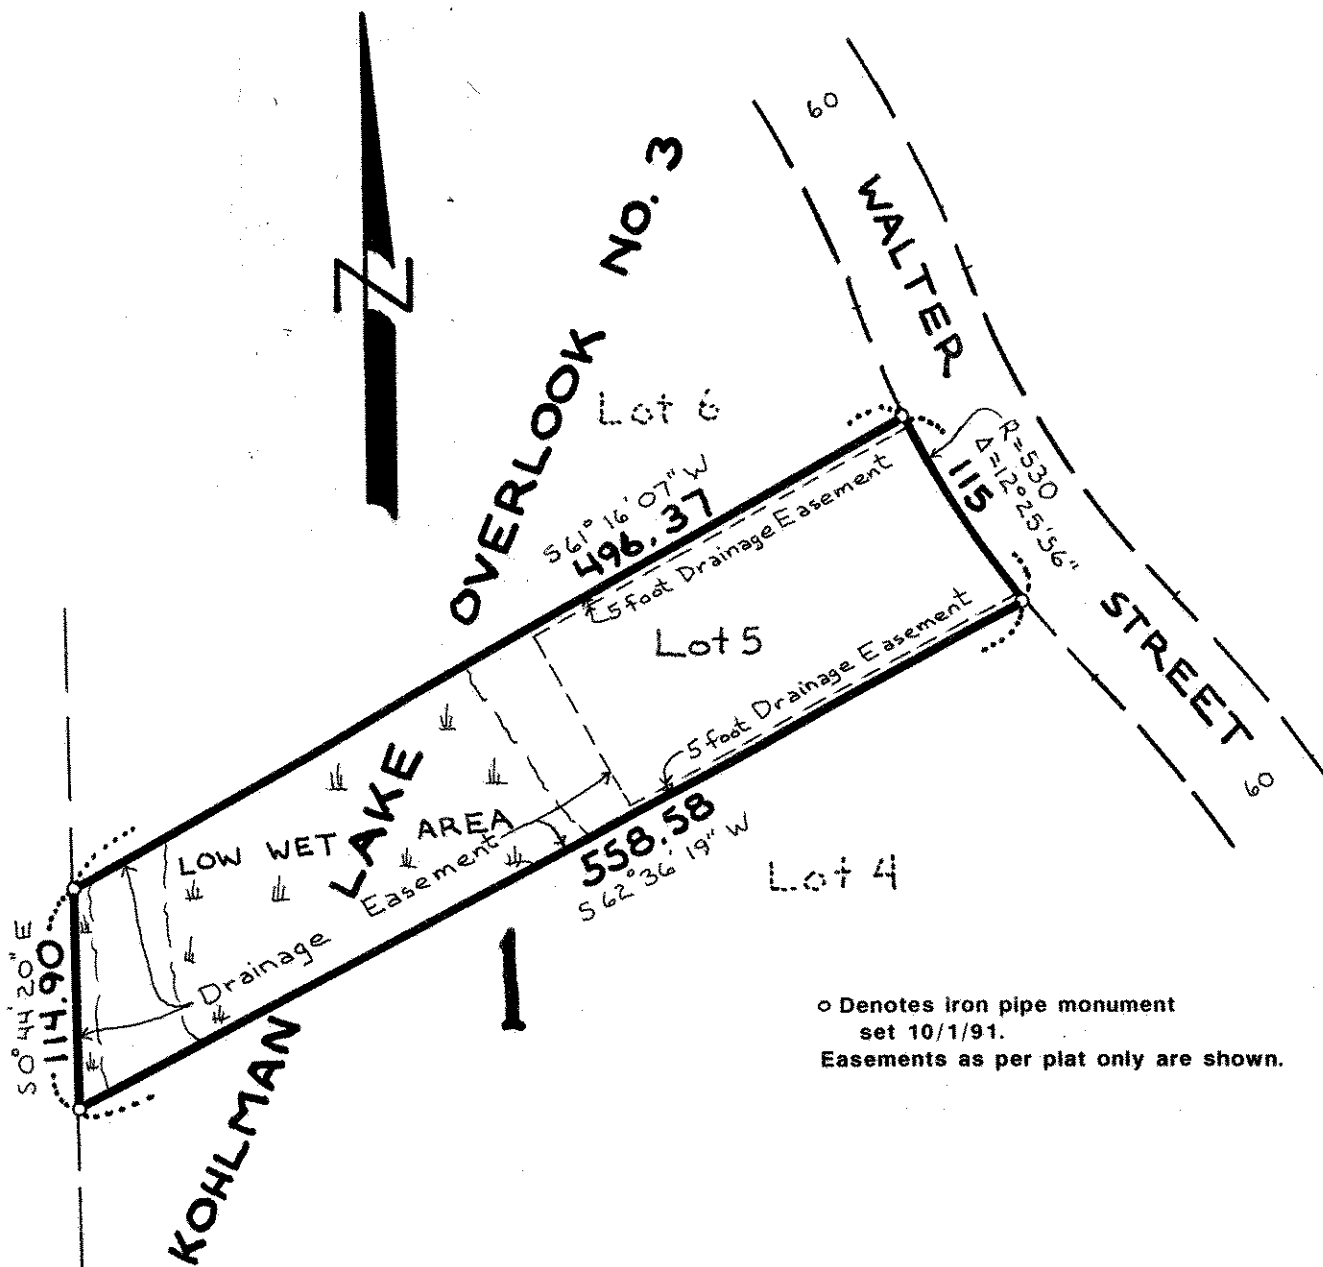 N
60
WALTER
STREET
60
KOHLMAN
LAKE
OVERLOOK No. 3
Lot 6
S 61° 16' 07" W
496.37
5 foot Drainage Easement
R=530
Δ=12°25'56"
115
Lot 5
5 foot Drainage Easement
LOW WET AREA
Drainage Easement
558.58
S 62° 36' 19" W
Lot 4
S 0° 44' 20" E
114.90
1
o Denotes iron pipe monument
set 10/1/91.
Easements as per plat only are shown.